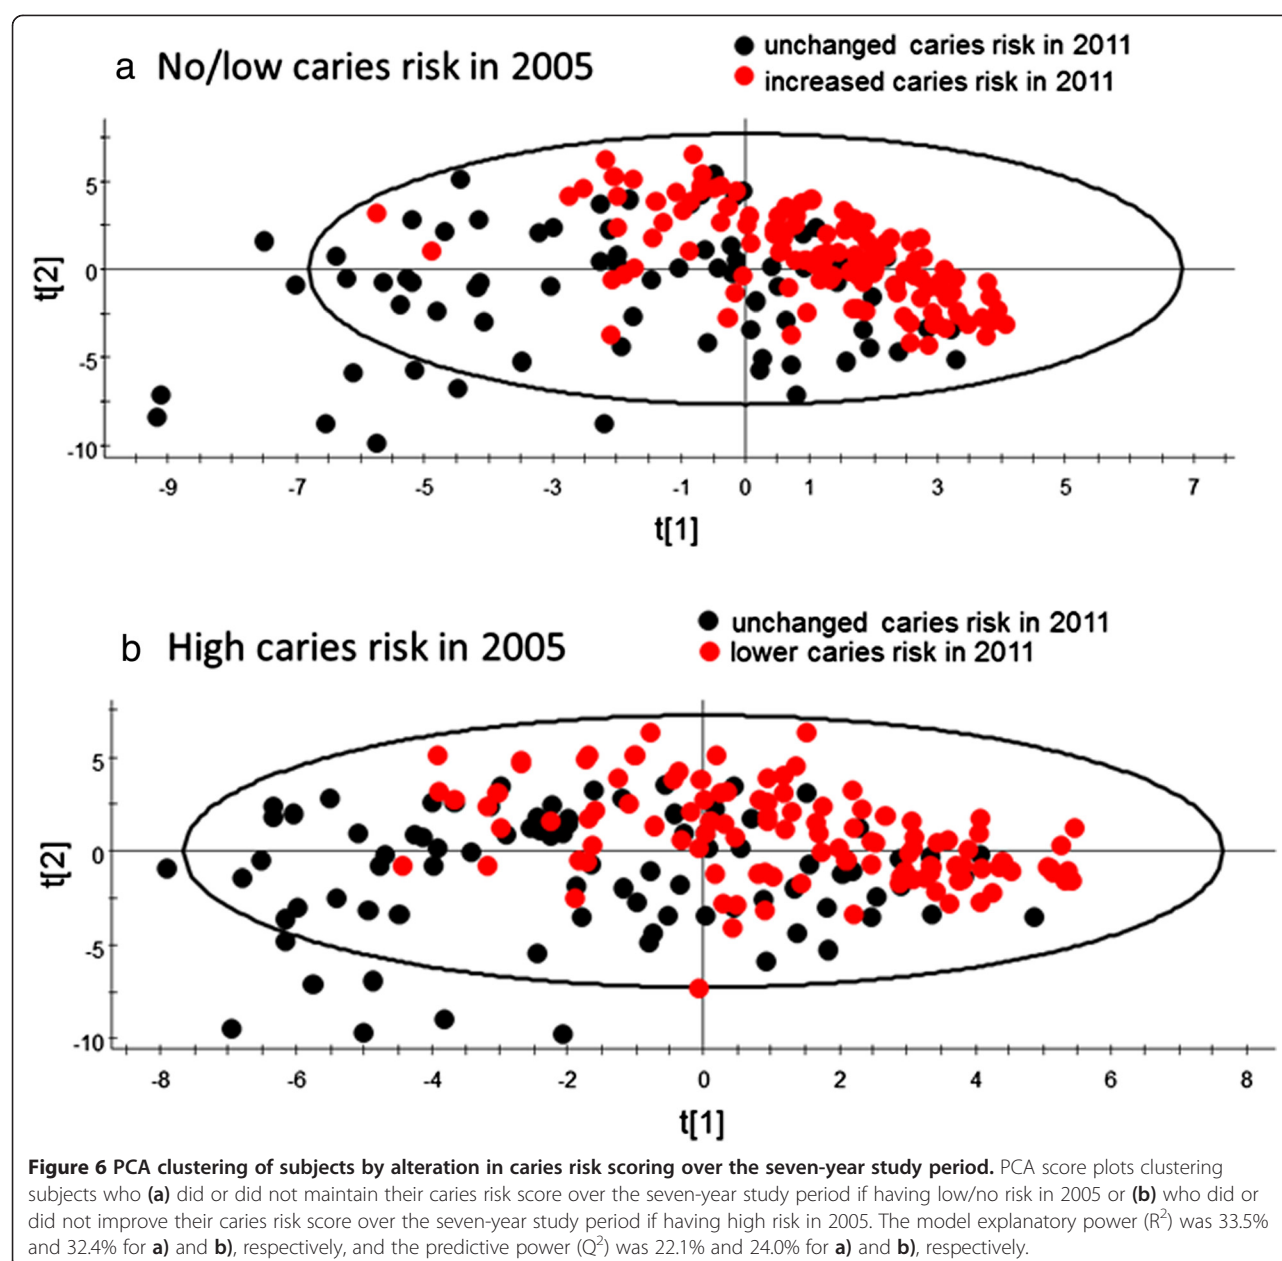 a No/low caries risk in 2005
unchanged caries risk in 2011
increased caries risk in 2011
t[2]
5
0
-5
-10
-9 -7 -5 -3 -1 0 1 3 5 7
t[1]
b High caries risk in 2005
unchanged caries risk in 2011
lower caries risk in 2011
t[2]
5
0
-5
-10
-8 -6 -4 -2 0 2 4 6 8
t[1]
Figure 6 PCA clustering of subjects by alteration in caries risk scoring over the seven-year study period. PCA score plots clustering
subjects who (a) did or did not maintain their caries risk score over the seven-year study period if having low/no risk in 2005 or (b) who did or
did not improve their caries risk score over the seven-year study period if having high risk in 2005. The model explanatory power (R²) was 33.5%
and 32.4% for a) and b), respectively, and the predictive power (Q²) was 22.1% and 24.0% for a) and b), respectively.